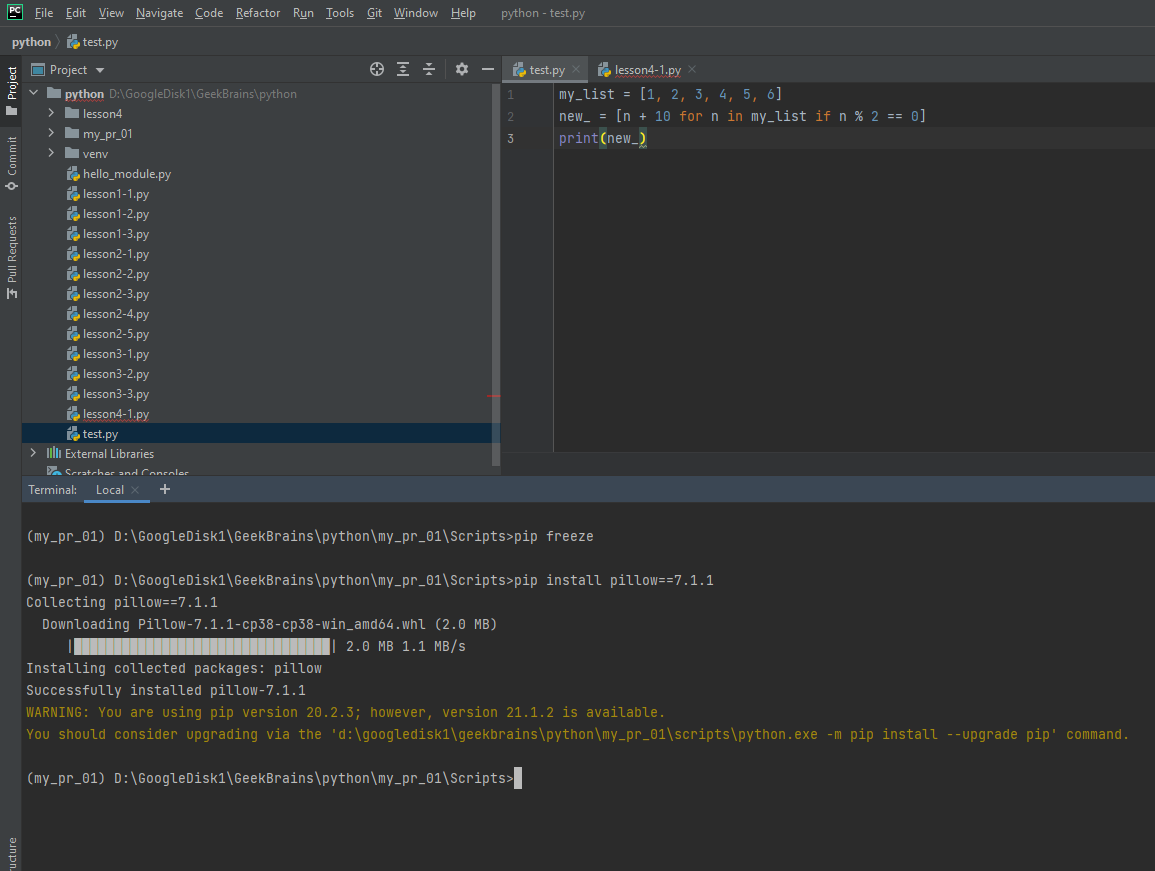 PC File Edit View Navigate Code Refactor Run Tools Git Window Help python - test.py
python test.py
Project
Commit
Pull Requests
Project
python D:\GoogleDisk1\GeekBrains\python
lesson4
my_pr_01
venv
hello_module.py
lesson1-1.py
lesson1-2.py
lesson1-3.py
lesson2-1.py
lesson2-2.py
lesson2-3.py
lesson2-4.py
lesson2-5.py
lesson3-1.py
lesson3-2.py
lesson3-3.py
lesson4-1.py
test.py
External Libraries
Scratches and Consoles
test.py lesson4-1.py
1 my_list = [1, 2, 3, 4, 5, 6]
2 new_ = [n + 10 for n in my_list if n % 2 == 0]
3 print(new_)
Terminal: Local +
(my_pr_01) D:\GoogleDisk1\GeekBrains\python\my_pr_01\Scripts>pip freeze
(my_pr_01) D:\GoogleDisk1\GeekBrains\python\my_pr_01\Scripts>pip install pillow==7.1.1
Collecting pillow==7.1.1
Downloading Pillow-7.1.1-cp38-cp38-win_amd64.whl (2.0 MB)
|████████████████████████████████| 2.0 MB 1.1 MB/s
Installing collected packages: pillow
Successfully installed pillow-7.1.1
WARNING: You are using pip version 20.2.3; however, version 21.1.2 is available.
You should consider upgrading via the 'd:\googledisk1\geekbrains\python\my_pr_01\scripts\python.exe -m pip install --upgrade pip' command.
(my_pr_01) D:\GoogleDisk1\GeekBrains\python\my_pr_01\Scripts>
ructure